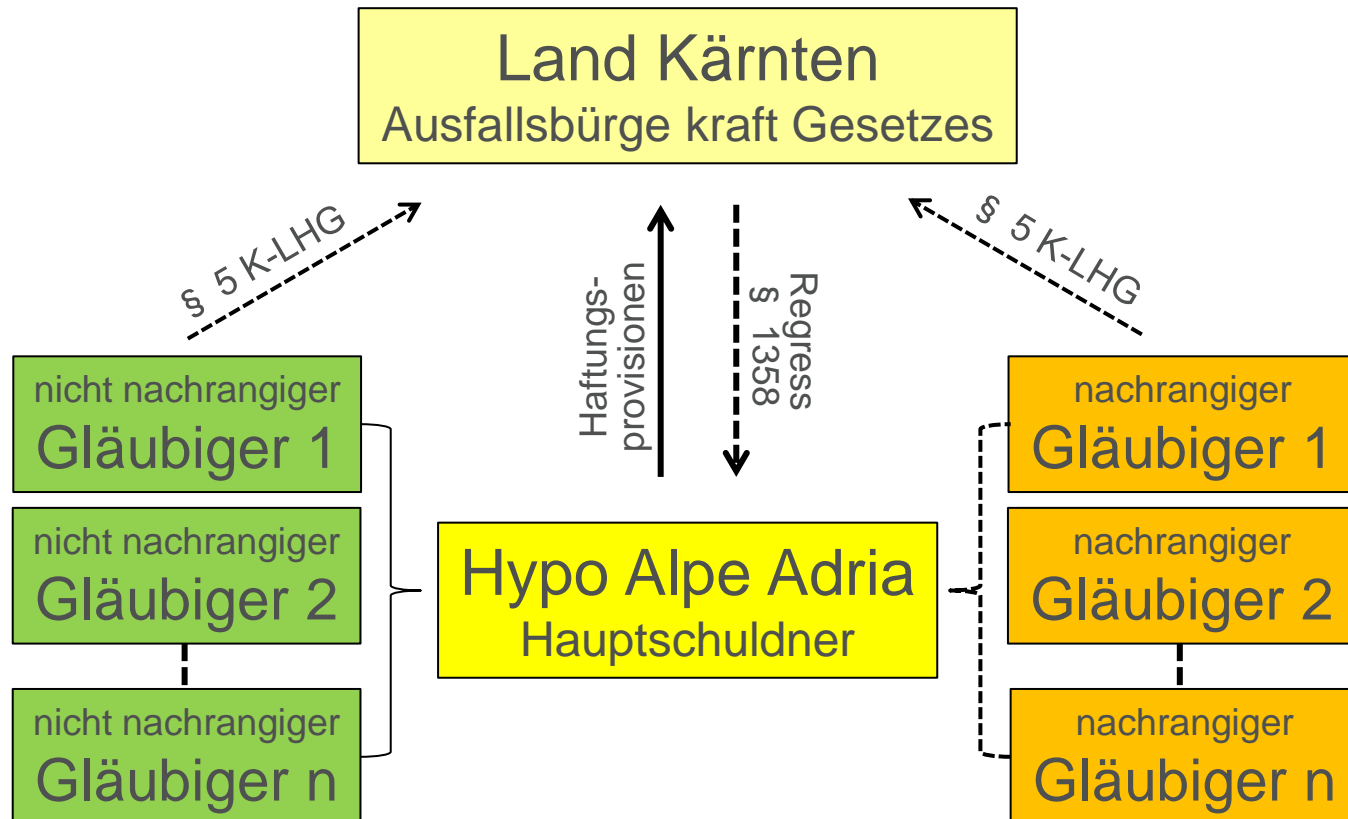 Land Kärnten
Ausfallsbürge kraft Gesetzes
§ 5 K-LHG
Haftungs-
provisionen
Regress
§ 1358
§ 5 K-LHG
nicht nachrangiger
Gläubiger 1
nicht nachrangiger
Gläubiger 2
nicht nachrangiger
Gläubiger n
Hypo Alpe Adria
Hauptschuldner
nachrangiger
Gläubiger 1
nachrangiger
Gläubiger 2
nachrangiger
Gläubiger n